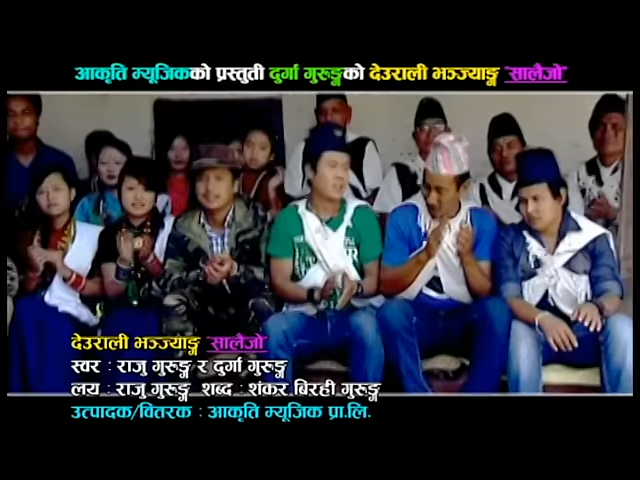 आकृति म्यूजिकको प्रस्तुती दुर्गा गुरुङ्गको देउराली भञ्ज्याङ्ग "सालैजो"
देउराली भञ्ज्याङ्ग "सालैजो"
स्वर : राजु गुरुङ्ग र दुर्गा गुरुङ्ग
लय : राजु गुरुङ्ग शब्द : शंकर बिरही गुरुङ्ग
उत्पादक/वितरक : आकृति म्यूजिक प्रा.लि.